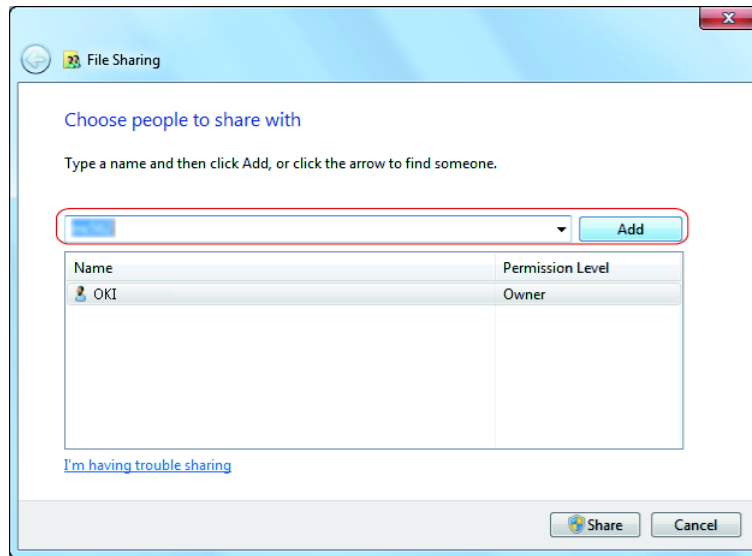 File Sharing
Choose people to share with
Type a name and then click Add, or click the arrow to find someone.
Add
Name Permission Level
OKI Owner
I'm having trouble sharing
Share Cancel